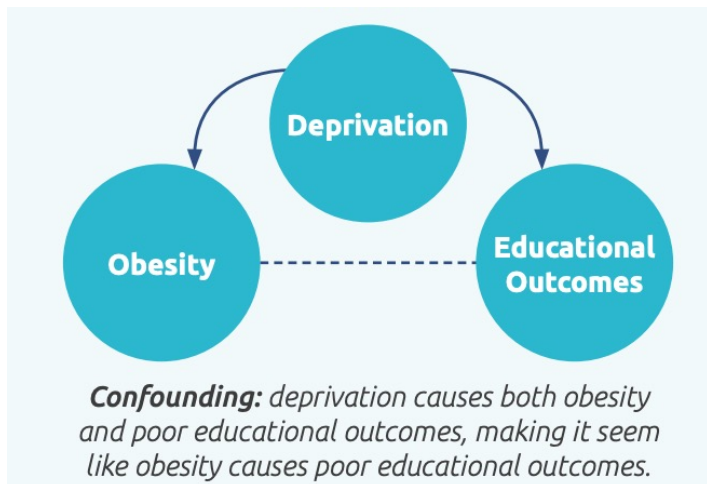 Deprivation
Obesity
Educational
Outcomes
Confounding: deprivation causes both obesity
and poor educational outcomes, making it seem
like obesity causes poor educational outcomes.